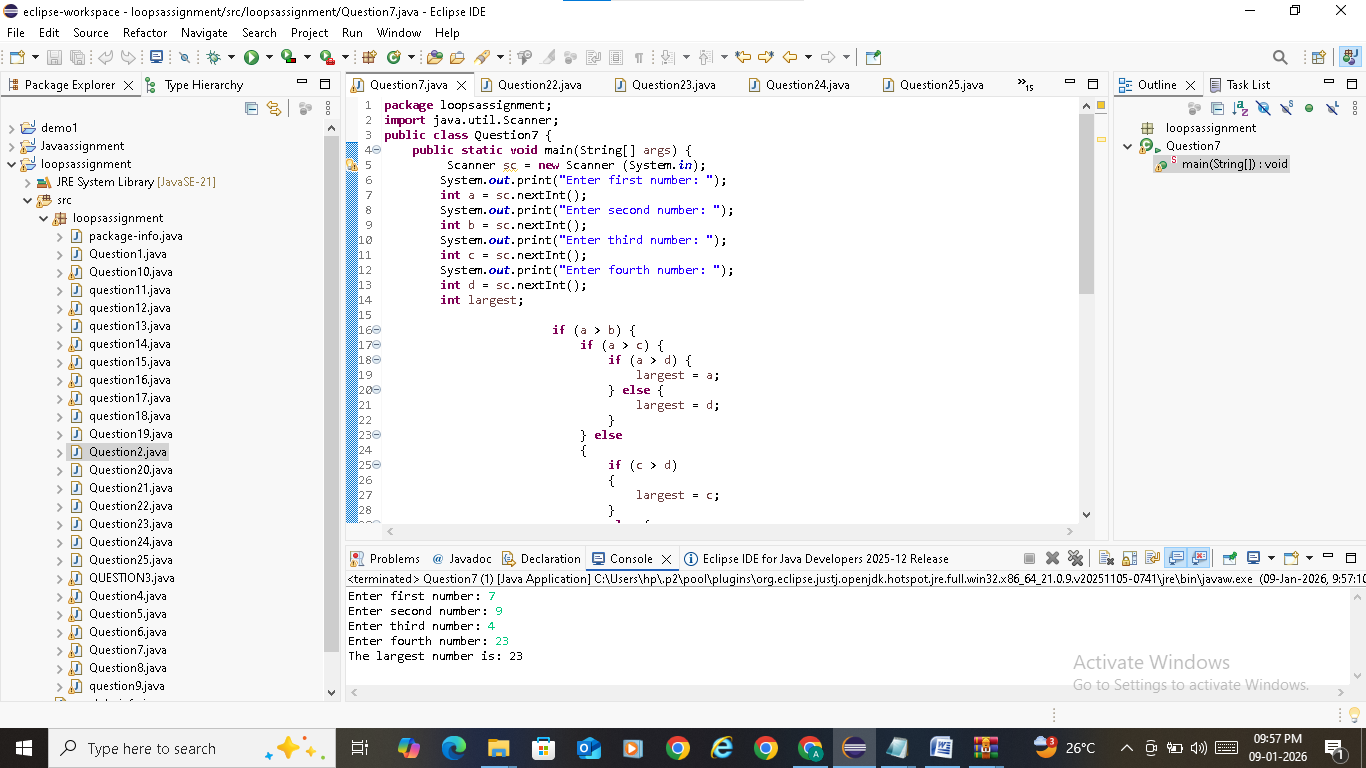 eclipse-workspace - loopsassignment/src/loopsassignment/Question7.java - Eclipse IDE
File Edit Source Refactor Navigate Search Project Run Window Help
Package Explorer Type Hierarchy
demo1
Javaassignment
loopsassignment
JRE System Library [JavaSE-21]
src
loopsassignment
package-info.java
Question1.java
Question10.java
question11.java
question12.java
question13.java
question14.java
question15.java
question16.java
question17.java
question18.java
Question19.java
Question2.java
Question20.java
Question21.java
Question22.java
Question23.java
Question24.java
Question25.java
QUESTION3.java
Question4.java
Question5.java
Question6.java
Question7.java
Question8.java
question9.java
Question7.java Question22.java Question23.java Question24.java Question25.java »15
1 package loopsassignment;
2 import java.util.Scanner;
3 public class Question7 {
4 public static void main(String[] args) {
5 Scanner sc = new Scanner (System.in);
6 System.out.print("Enter first number: ");
7 int a = sc.nextInt();
8 System.out.print("Enter second number: ");
9 int b = sc.nextInt();
10 System.out.print("Enter third number: ");
11 int c = sc.nextInt();
12 System.out.print("Enter fourth number: ");
13 int d = sc.nextInt();
14 int largest;
15
16 if (a > b) {
17 if (a > c) {
18 if (a > d) {
19 largest = a;
20 } else {
21 largest = d;
22 }
23 } else
24 {
25 if (c > d)
26 {
27 largest = c;
28 }
Outline Task List
loopsassignment
Question7
main(String[]) : void
Problems Javadoc Declaration Console Eclipse IDE for Java Developers 2025-12 Release
<terminated> Question7 (1) [Java Application] C:\Users\hp\.p2\pool\plugins\org.eclipse.justj.openjdk.hotspot.jre.full.win32.x86_64_21.0.9.v20251105-0741\jre\bin\javaw.exe (09-Jan-2026, 9:57:10
Enter first number: 7
Enter second number: 9
Enter third number: 4
Enter fourth number: 23
The largest number is: 23
Activate Windows
Go to Settings to activate Windows.
Type here to search
26°C
09:57 PM
09-01-2026